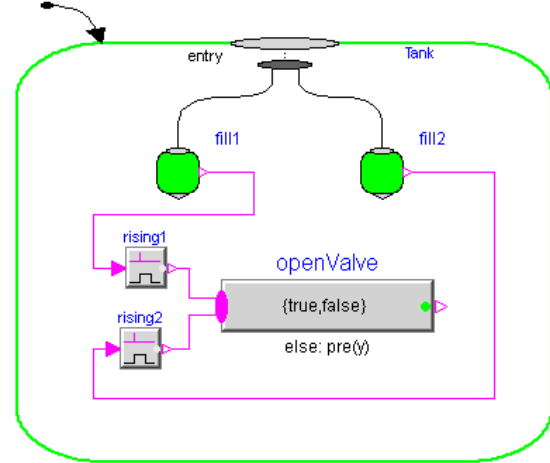 entry
Tank
fill1
fill2
rising1
openValve
{true,false}
rising2
else: pre(y)